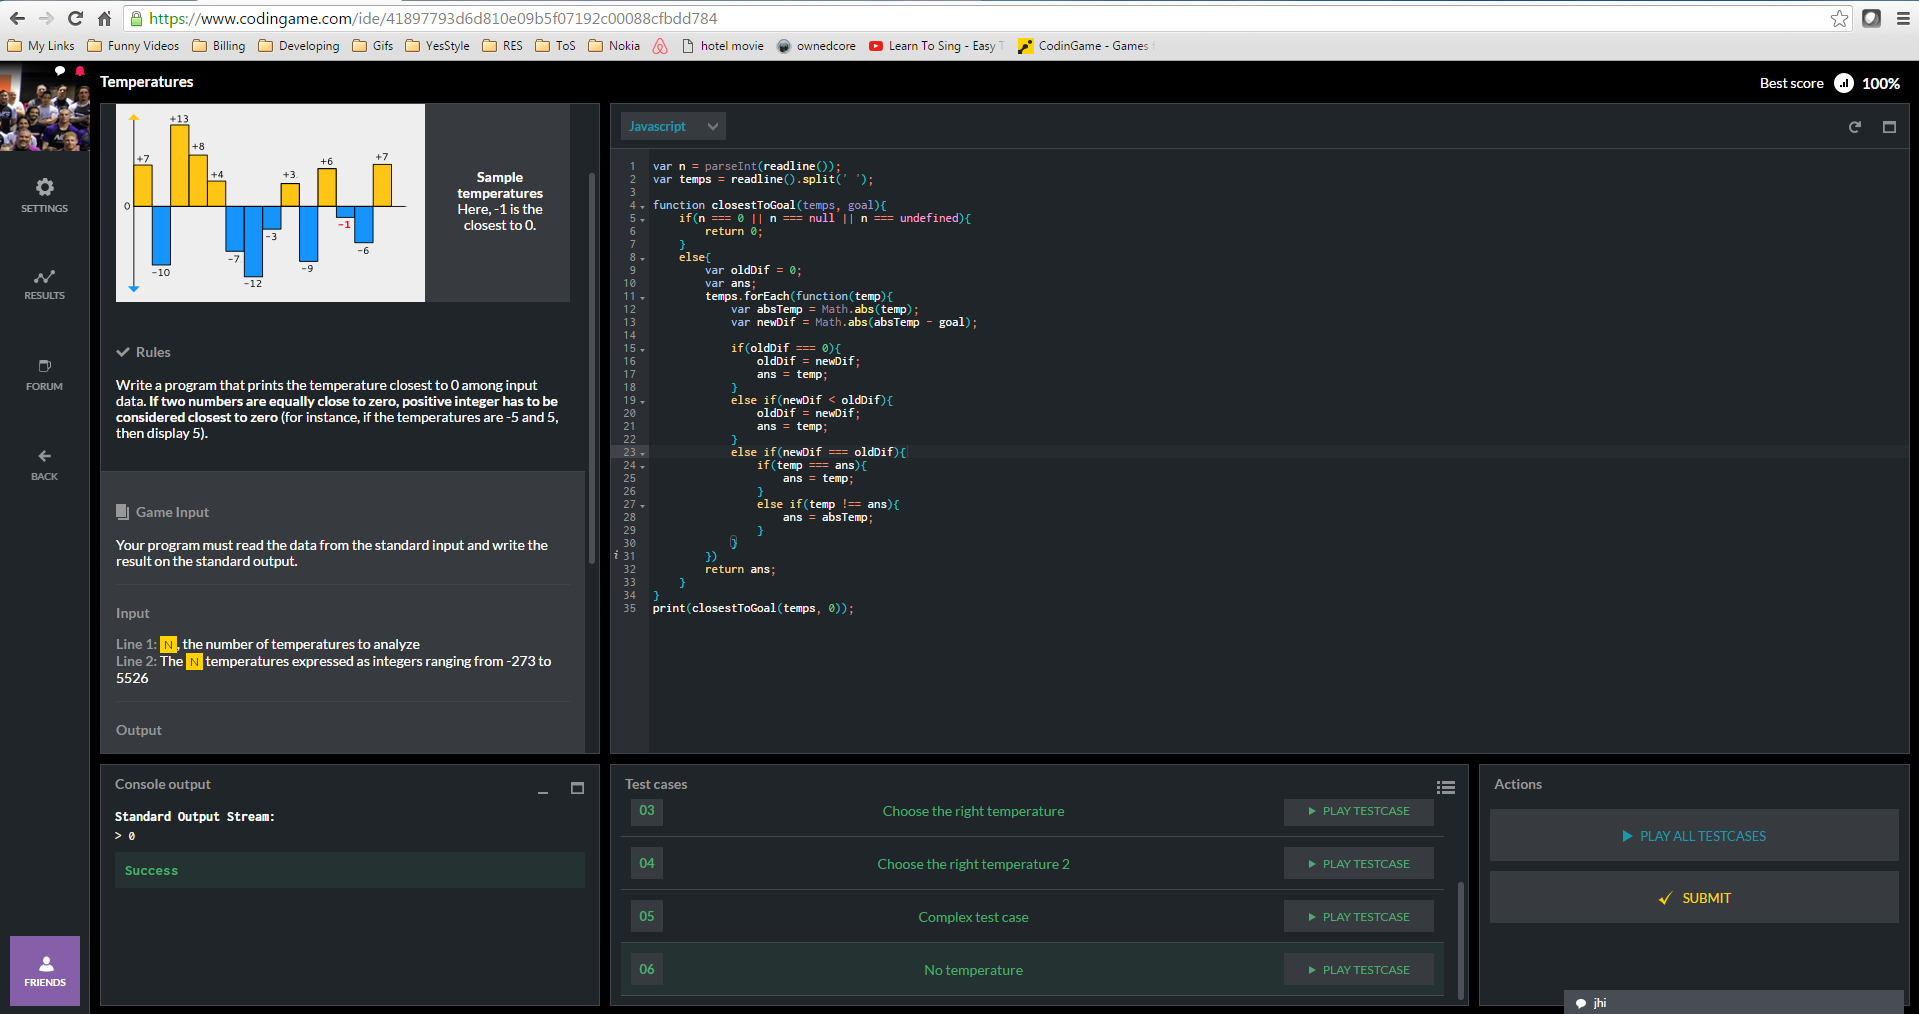 https://www.codingame.com/ide/41897793d6d810e09b5f07192c00088cfbdd784
My Links Funny Videos Billing Developing Gifs YesStyle RES ToS Nokia hotel movie ownedcore Learn To Sing - Easy T CodinGame - Games
Temperatures
Best score 100%
SETTINGS
RESULTS
FORUM
BACK
FRIENDS
+13
+7 +8 +4 +3 +6 +7
0
-10 -7 -12 -3 -9 -1 -6
Sample
temperatures
Here, -1 is the
closest to 0.
Rules
Write a program that prints the temperature closest to 0 among input
data. If two numbers are equally close to zero, positive integer has to be
considered closest to zero (for instance, if the temperatures are -5 and 5,
then display 5).
Game Input
Your program must read the data from the standard input and write the
result on the standard output.
Input
Line 1: N, the number of temperatures to analyze
Line 2: The N temperatures expressed as integers ranging from -273 to
5526
Output
Javascript
1 var n = parseInt(readline());
2 var temps = readline().split(' ');
3
4 function closestToGoal(temps, goal){
5 if(n === 0 || n === null || n === undefined){
6 return 0;
7 }
8 else{
9 var oldDif = 0;
10 var ans;
11 temps.forEach(function(temp){
12 var absTemp = Math.abs(temp);
13 var newDif = Math.abs(absTemp - goal);
14
15 if(oldDif === 0){
16 oldDif = newDif;
17 ans = temp;
18 }
19 else if(newDif < oldDif){
20 oldDif = newDif;
21 ans = temp;
22 }
23 else if(newDif === oldDif){
24 if(temp === ans){
25 ans = temp;
26 }
27 else if(temp !== ans){
28 ans = absTemp;
29 }
30 }
i 31 })
32 return ans;
33 }
34 }
35 print(closestToGoal(temps, 0));
Console output
Standard Output Stream:
> 0
Success
Test cases
03 Choose the right temperature PLAY TESTCASE
04 Choose the right temperature 2 PLAY TESTCASE
05 Complex test case PLAY TESTCASE
06 No temperature PLAY TESTCASE
Actions
PLAY ALL TESTCASES
SUBMIT
jhi